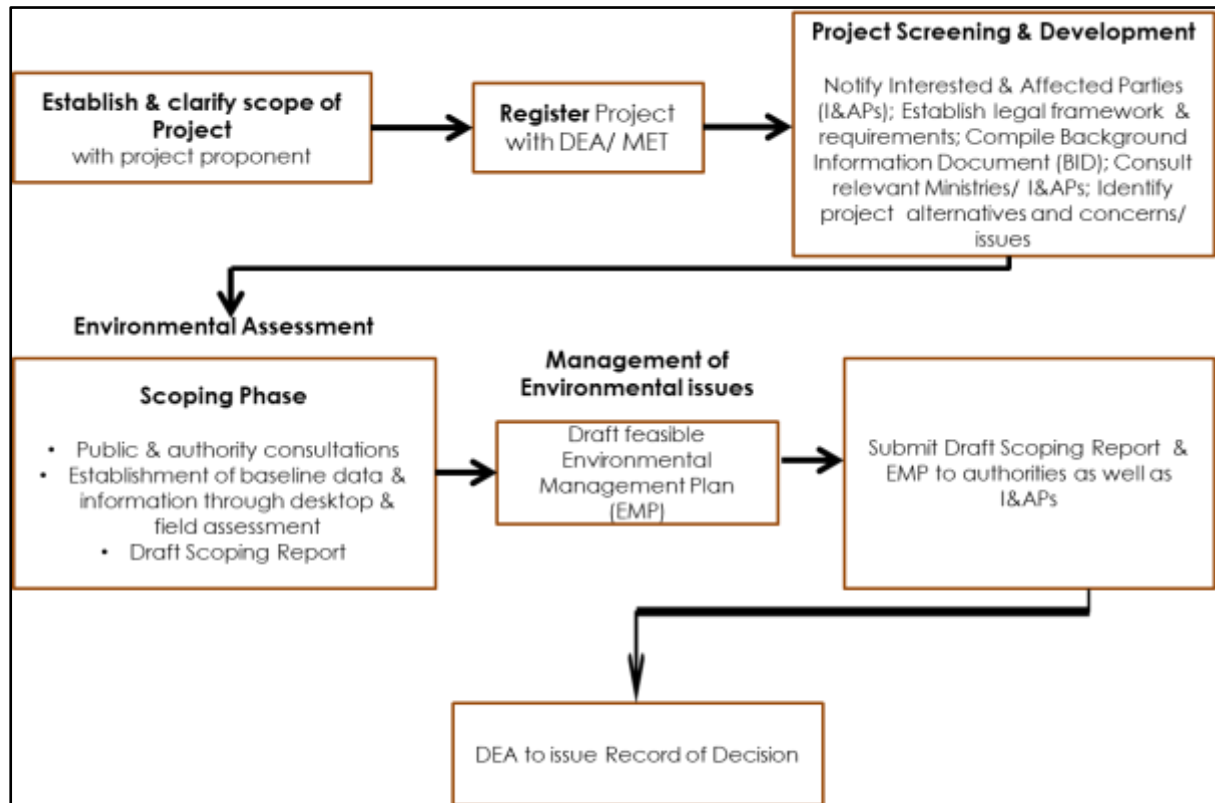 Establish & clarify scope of
Project
with project proponent
Register Project
with DEA/ MET
Project Screening & Development
Notify Interested & Affected Parties
(I&APs); Establish legal framework &
requirements; Compile Background
Information Document (BID); Consult
relevant Ministries/ I&APs; Identify
project alternatives and concerns/
issues
Environmental Assessment
Scoping Phase
• Public & authority consultations
• Establishment of baseline data &
information through desktop &
field assessment
• Draft Scoping Report
Management of
Environmental issues
Draft feasible
Environmental
Management Plan
(EMP)
Submit Draft Scoping Report &
EMP to authorities as well as
I&APs
DEA to issue Record of Decision